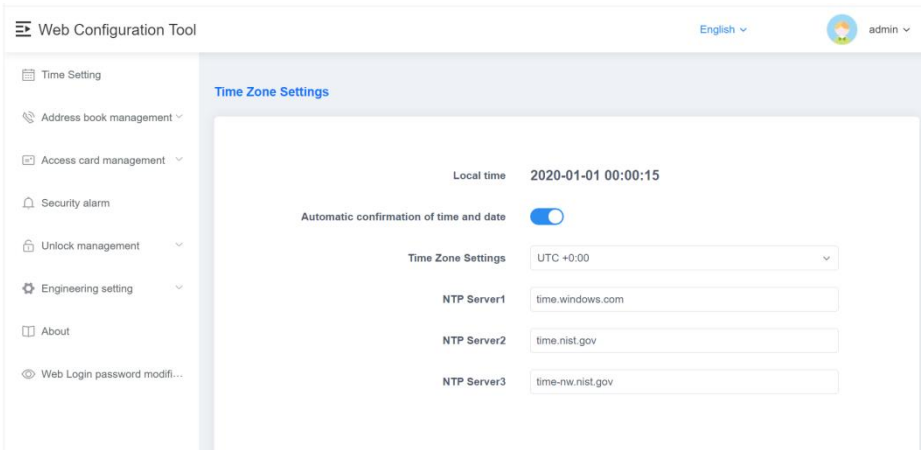 Web Configuration Tool
English
admin
Time Setting
Address book management
Access card management
Security alarm
Unlock management
Engineering setting
About
Web Login password modifi...
Time Zone Settings
Local time 2020-01-01 00:00:15
Automatic confirmation of time and date
Time Zone Settings UTC +0:00
NTP Server1 time.windows.com
NTP Server2 time.nist.gov
NTP Server3 time-nw.nist.gov